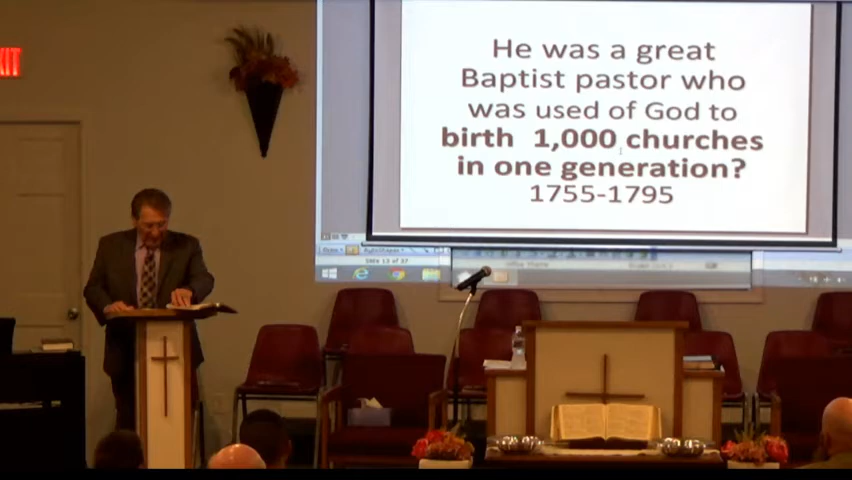 He was a great
Baptist pastor who
was used of God to
birth 1,000 churches
in one generation?
1755-1795